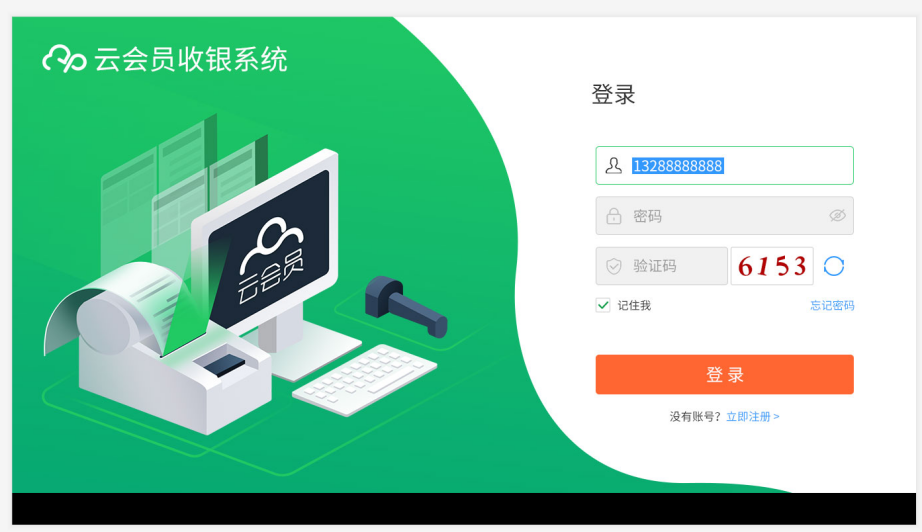 云会员收银系统
云会员
登录
13288888888
密码
验证码
6153
记住我
忘记密码
登 录
没有账号? 立即注册 >